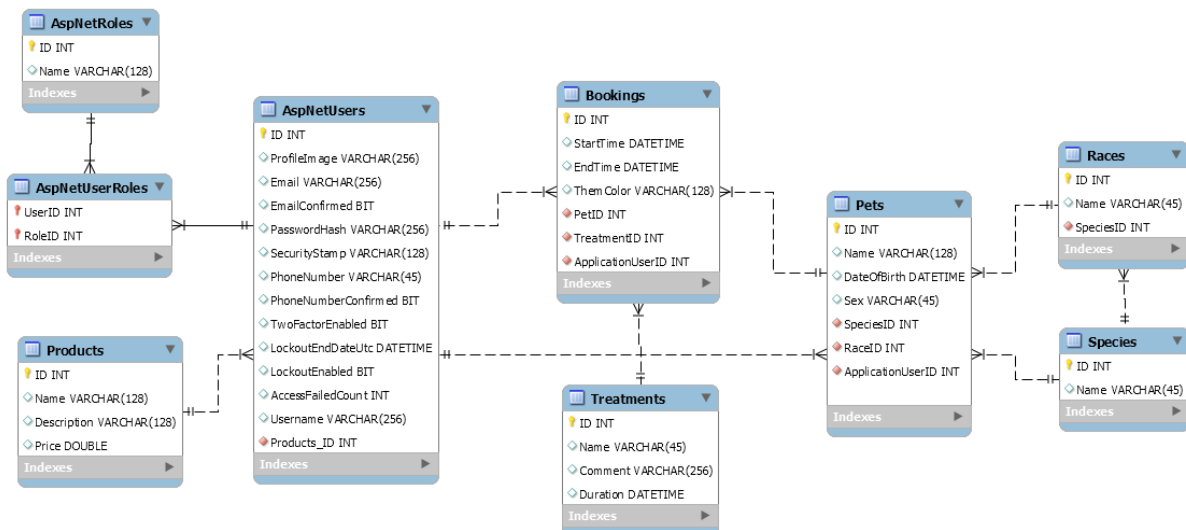 AspNetRoles
ID INT
Name VARCHAR(128)
Indexes
AspNetUserRoles
UserID INT
RoleID INT
Indexes
Products
ID INT
Name VARCHAR(128)
Description VARCHAR(128)
Price DOUBLE
Indexes
AspNetUsers
ID INT
ProfileImage VARCHAR(256)
Email VARCHAR(256)
EmailConfirmed BIT
PasswordHash VARCHAR(256)
SecurityStamp VARCHAR(128)
PhoneNumber VARCHAR(45)
PhoneNumberConfirmed BIT
TwoFactorEnabled BIT
LockoutEndDateUtc DATETIME
LockoutEnabled BIT
AccessFailedCount INT
Username VARCHAR(256)
Products_ID INT
Indexes
Bookings
ID INT
StartTime DATETIME
EndTime DATETIME
ThemColor VARCHAR(128)
PetID INT
TreatmentID INT
ApplicationUserID INT
Indexes
Treatments
ID INT
Name VARCHAR(45)
Comment VARCHAR(256)
Duration DATETIME
Indexes
Pets
ID INT
Name VARCHAR(128)
DateOfBirth DATETIME
Sex VARCHAR(45)
SpeciesID INT
RaceID INT
ApplicationUserID INT
Indexes
Races
ID INT
Name VARCHAR(45)
SpeciesID INT
Indexes
Species
ID INT
Name VARCHAR(45)
Indexes